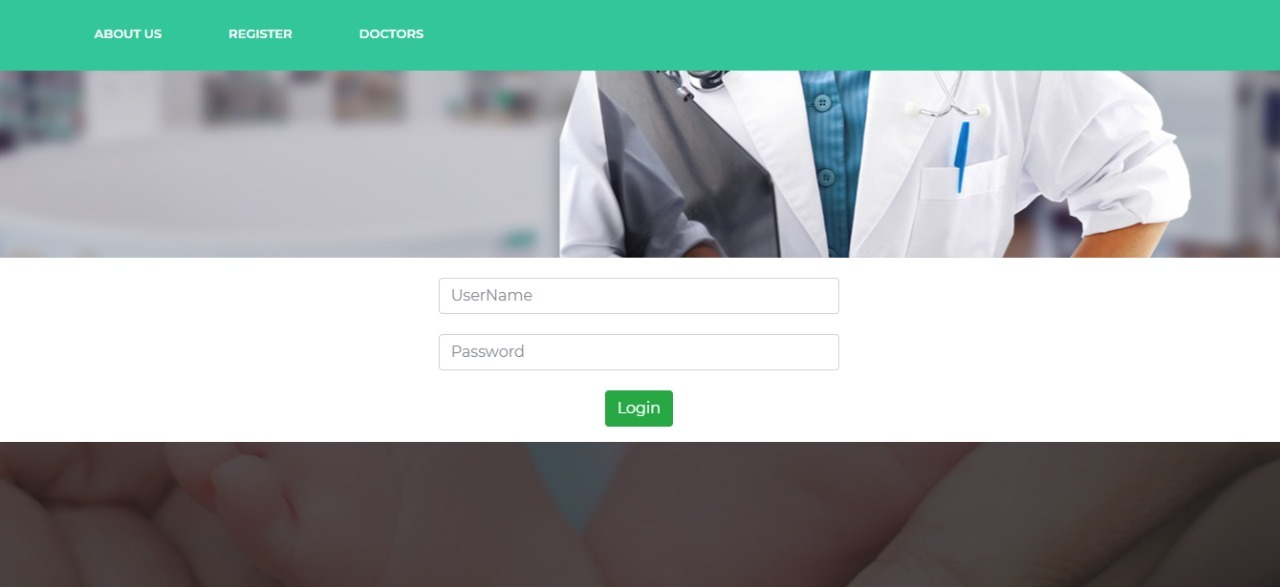 ABOUT US REGISTER DOCTORS
UserName
Password
Login